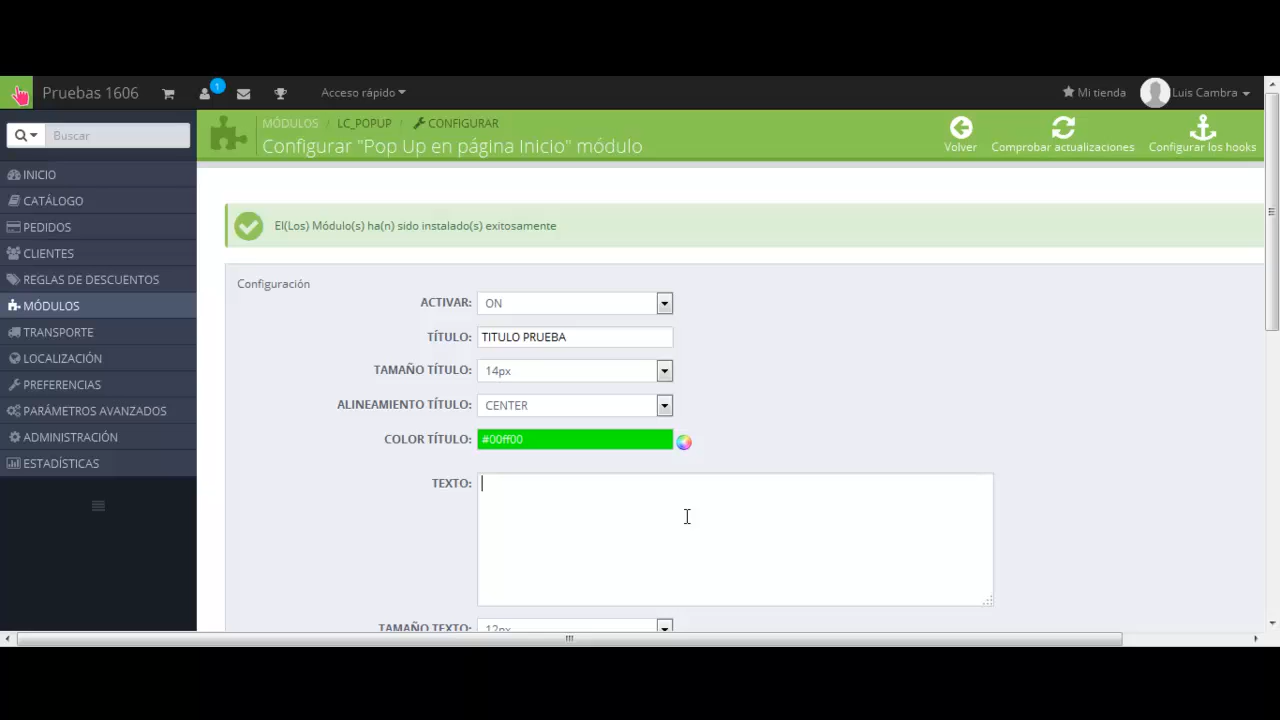 Pruebas 1606
1
Acceso rápido
Mi tienda
Luis Cambra
Buscar
MÓDULOS
LC_POPUP
CONFIGURAR
Configurar "Pop Up en página Inicio" módulo
Volver
Comprobar actualizaciones
Configurar los hooks
INICIO
CATÁLOGO
PEDIDOS
CLIENTES
REGLAS DE DESCUENTOS
MÓDULOS
TRANSPORTE
LOCALIZACIÓN
PREFERENCIAS
PARÁMETROS AVANZADOS
ADMINISTRACIÓN
ESTADÍSTICAS
El(Los) Módulo(s) ha(n) sido instalado(s) exitosamente
Configuración
ACTIVAR: ON
TÍTULO: TITULO PRUEBA
TAMAÑO TÍTULO: 14px
ALINEAMIENTO TÍTULO: CENTER
COLOR TÍTULO: #00ff00
TEXTO:
TAMAÑO TEXTO: 12px